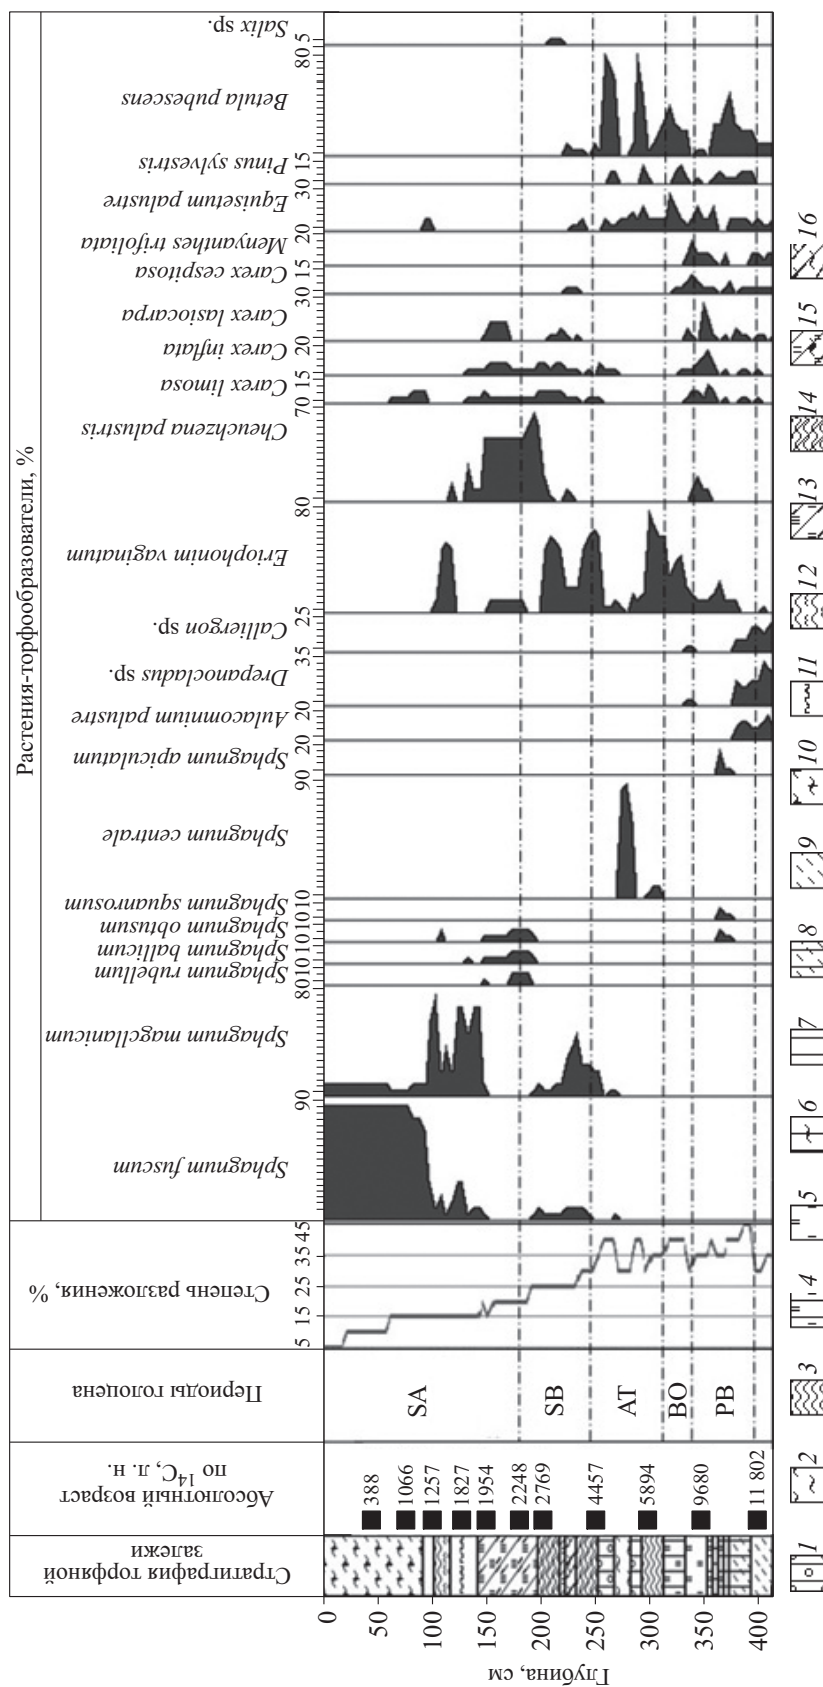 Растения-торфообразователи, %
Стратиграфия торфяной
залежи
Абсолютный возраст
по 14C, л. н.
Периоды голоцена
Степень разложения, %
Sphagnum fuscum
Sphagnum magellanicum
Sphagnum rubellum
Sphagnum balticum
Sphagnum obtusum
Sphagnum squanrosum
Sphagnum centrale
Sphagnum apiculatum
Aulacomnium palustre
Drepanocladus sp.
Calliergon sp.
Eriophonim vaginatum
Cheuchzena palustris
Carex limosa
Carex inflata
Carex lasiocarpa
Carex cespitosa
Menyanthes trifoliata
Equisetum palustre
Pinus sylvestris
Betula pubescens
Salix sp.
5 15 25 35 45
90
80
10
10
10
10
90
20
20
35
25
80
70
15
20
30
15
20
30
15
80
5
0
50
100
150
200
250
300
350
400
Глубина, см
388
1066
1257
1827
1954
2248
2769
4457
5894
9680
11 802
SA
SB
AT
BO
PB
1 2 3 4 5 6 7 8 9 10 11 12 13 14 15 16